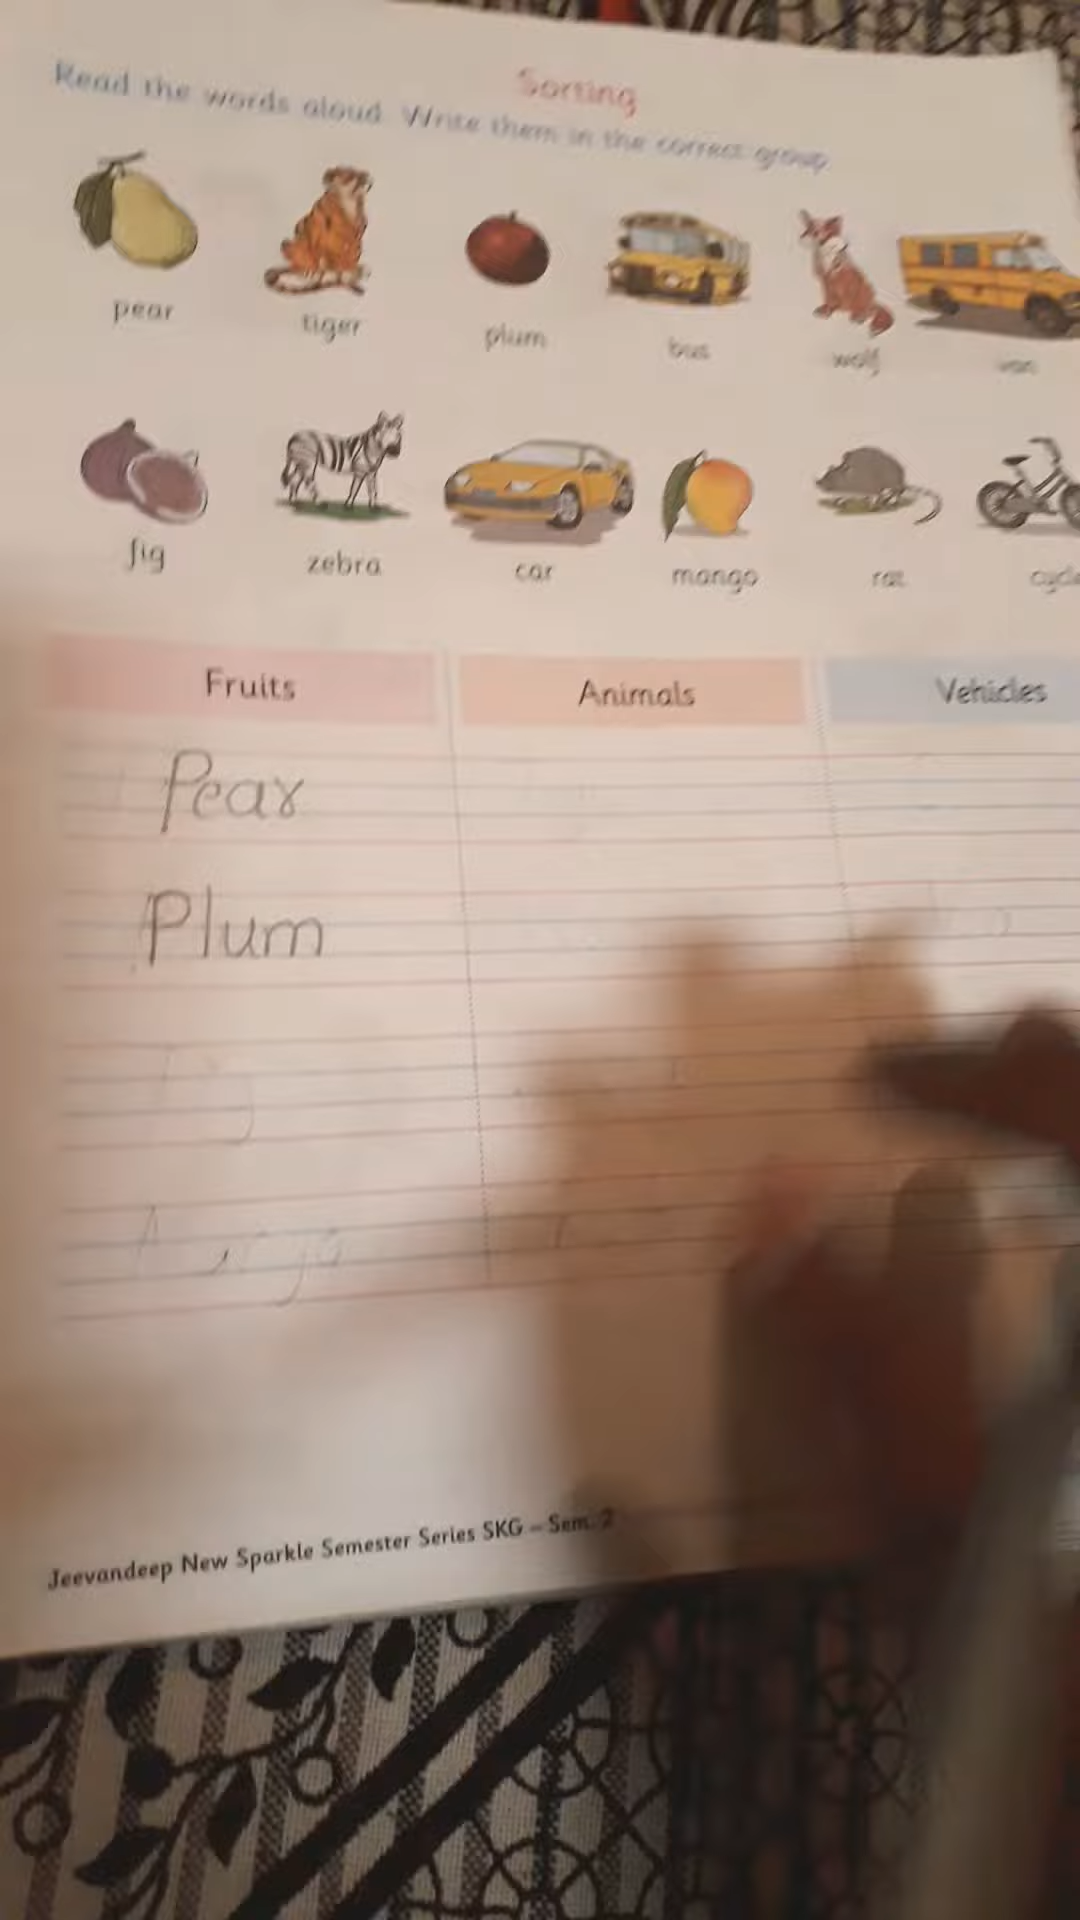 Sorting
Read the words aloud. Write them in the correct group.
pear tiger plum bus wolf van
fig zebra car mango rat
Fruits Animals Vehicles
Pear
Plum
Jeevandeep New Sparkle Semester Series SKG – Sem. 2